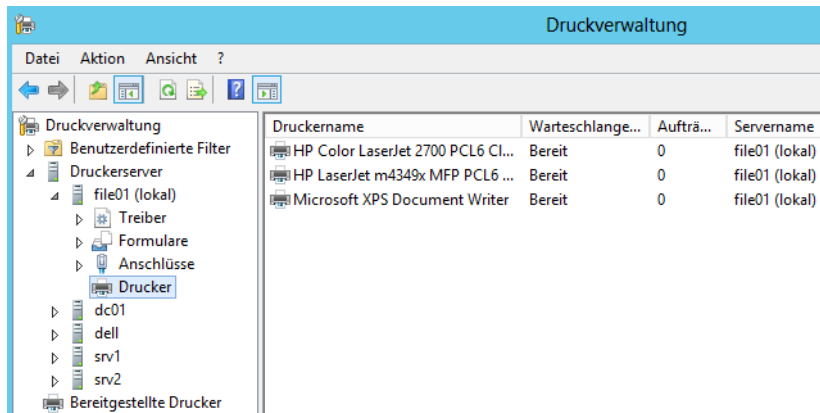 Druckverwaltung
Datei Aktion Ansicht ?
Druckverwaltung
Benutzerdefinierte Filter
Druckerserver
file01 (lokal)
Treiber
Formulare
Anschlüsse
Drucker
dc01
dell
srv1
srv2
Bereitgestellte Drucker
Druckername Warteschlange... Aufträ... Servername
HP Color LaserJet 2700 PCL6 Cl... Bereit 0 file01 (lokal)
HP LaserJet m4349x MFP PCL6 ... Bereit 0 file01 (lokal)
Microsoft XPS Document Writer Bereit 0 file01 (lokal)